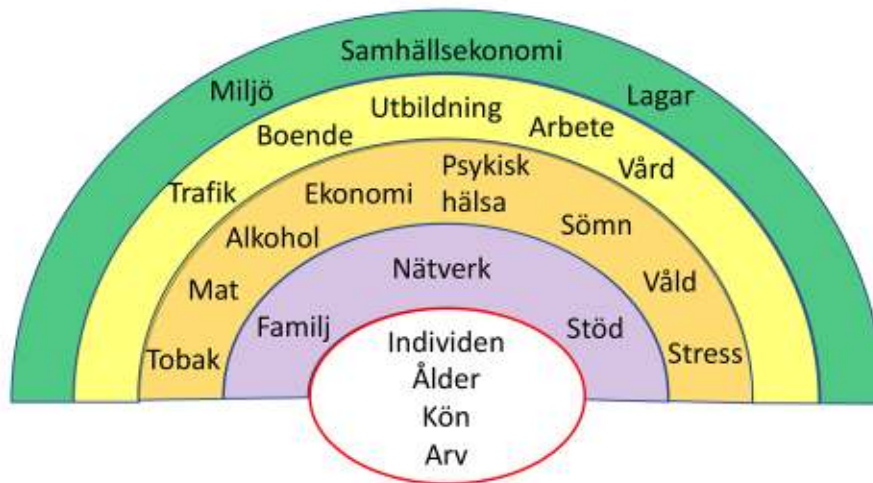 Samhällsekonomi
Miljö
Lagar
Utbildning
Boende
Arbete
Trafik
Vård
Psykisk
hälsa
Ekonomi
Alkohol
Sömn
Mat
Våld
Tobak
Stress
Nätverk
Familj
Stöd
Individen
Ålder
Kön
Arv